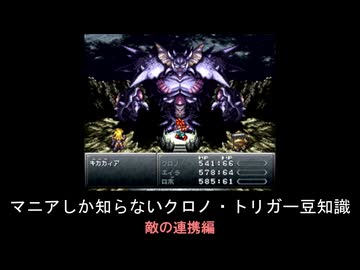 ギガガイア
HP MP
クロノ 541:66
エイラ 578:64
ロボ 585:61
マニアしか知らないクロノ・トリガー豆知識
敵の連携編